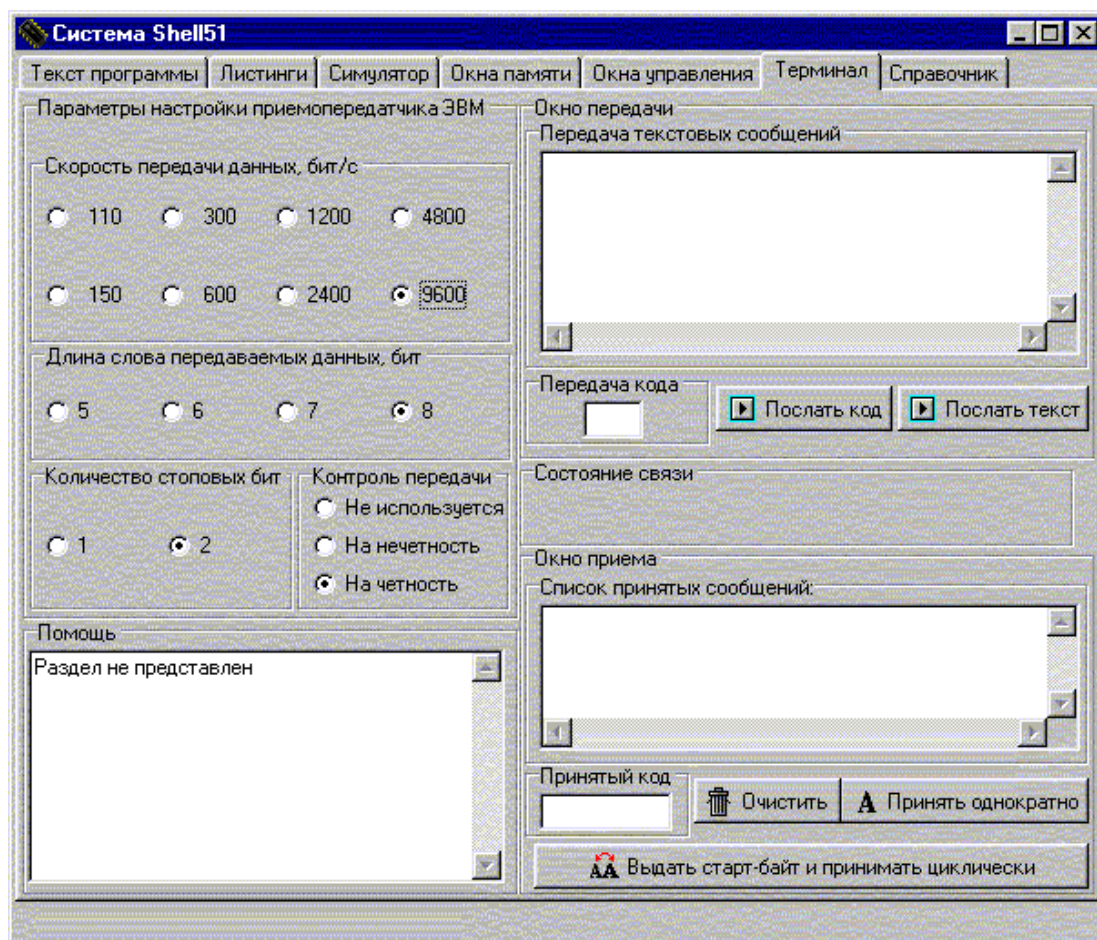 Система Shell51
Текст программы Листинги Симулятор Окна памяти Окна управления Терминал Справочник
Параметры настройки приемопередатчика ЭВМ
Скорость передачи данных, бит/с
110 300 1200 4800
150 600 2400 9600
Длина слова передаваемых данных, бит
5 6 7 8
Количество стоповых бит
1 2
Контроль передачи
Не используется
На нечетность
На четность
Помощь
Раздел не представлен
Окно передачи
Передача текстовых сообщений
Передача кода
Послать код Послать текст
Состояние связи
Окно приема
Список принятых сообщений:
Принятый код
Очистить A Принять однократно
AA Выдать старт-байт и принимать циклически